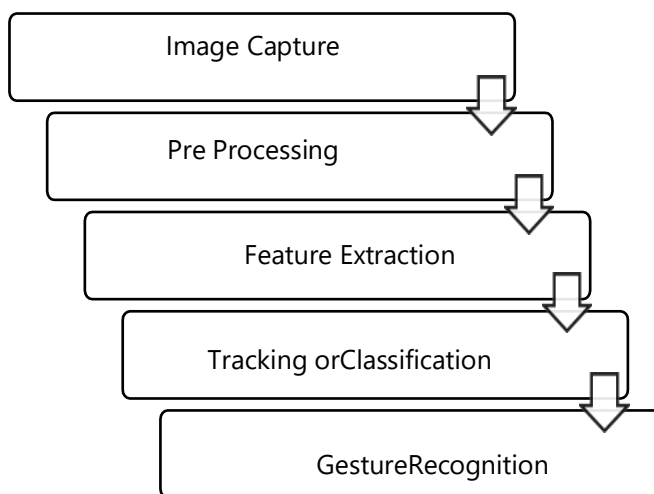 Image Capture
Pre Processing
Feature Extraction
Tracking orClassification
GestureRecognition